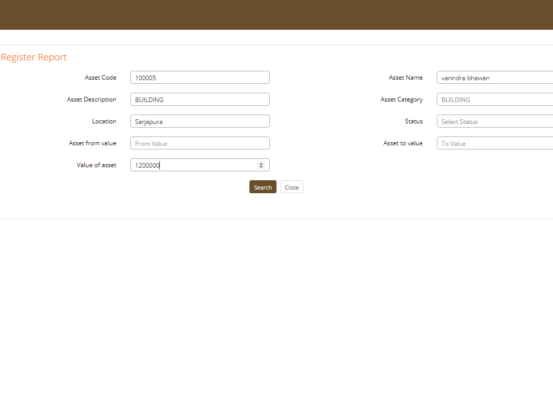 Register Report
Asset Code 100005 Asset Name varindra bhawan
Asset Description BUILDING Asset Category BUILDING
Location Sarjapura Status Select Status
Asset from value From Value Asset to value To Value
Value of asset 1200000
Search Close